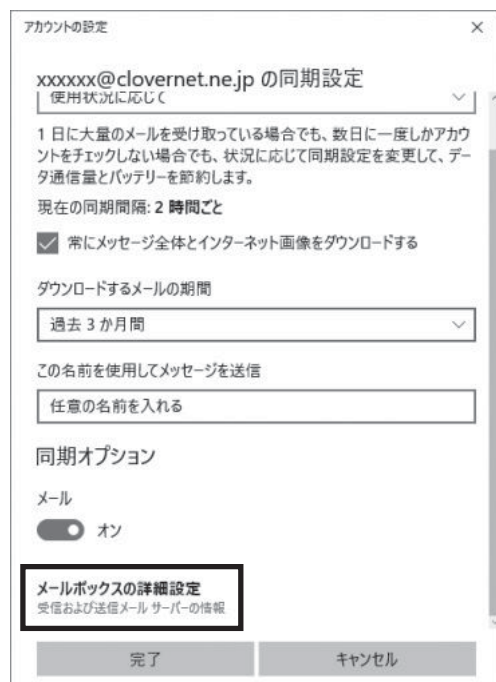 アカウントの設定
xxxxxx@clovernet.ne.jp の同期設定
使用状況に応じて
1 日に大量のメールを受け取っている場合でも、数日に一度しかアカウ
ントをチェックしない場合でも、状況に応じて同期設定を変更して、デー
タ通信量とバッテリーを節約します。
現在の同期間隔: 2 時間ごと
常にメッセージ全体とインターネット画像をダウンロードする
ダウンロードするメールの期間
過去 3 か月間
この名前を使用してメッセージを送信
任意の名前を入れる
同期オプション
メール
オン
メールボックスの詳細設定
受信および送信メール サーバーの情報
完了
キャンセル